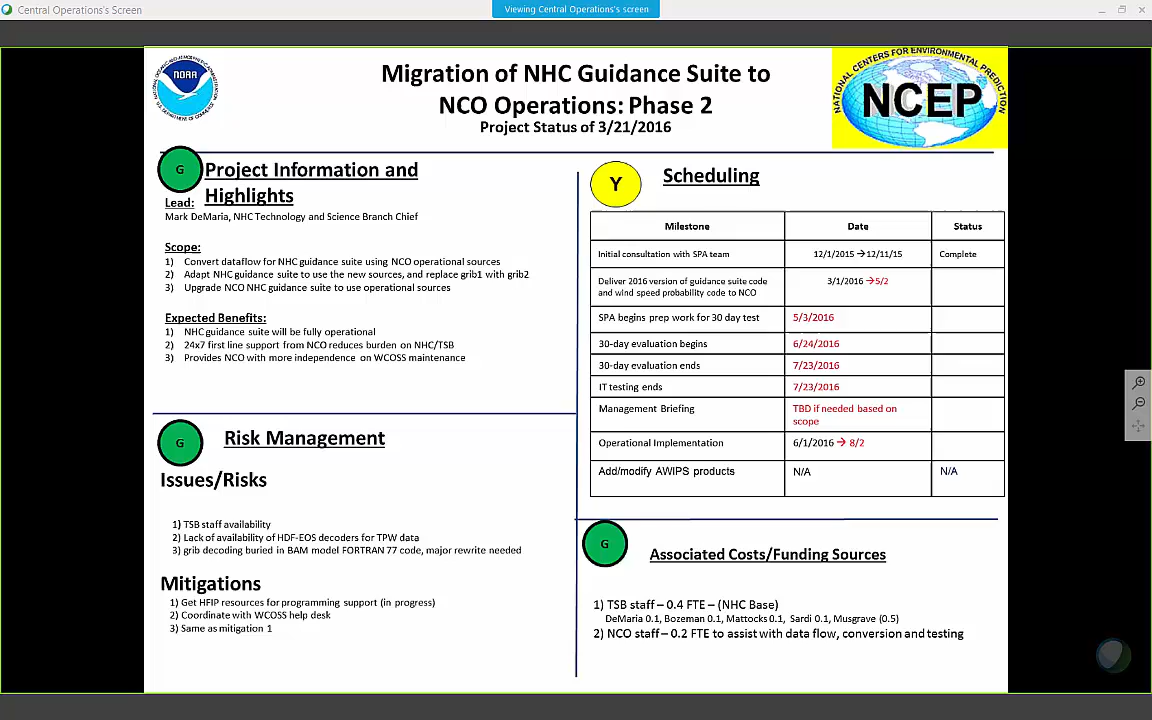 Central Operations's Screen
Viewing Central Operations's screen
NOAA
Migration of NHC Guidance Suite to
NCO Operations: Phase 2
Project Status of 3/21/2016
NATIONAL CENTERS FOR ENVIRONMENTAL PREDICTION
NCEP
G
Project Information and
Highlights
Lead:
Mark DeMaria, NHC Technology and Science Branch Chief
Scope:
1) Convert dataflow for NHC guidance suite using NCO operational sources
2) Adapt NHC guidance suite to use the new sources, and replace grib1 with grib2
3) Upgrade NCO NHC guidance suite to use operational sources
Expected Benefits:
1) NHC guidance suite will be fully operational
2) 24x7 first line support from NCO reduces burden on NHC/TSB
3) Provides NCO with more independence on WCOSS maintenance
Y
Scheduling
Milestone Date Status
Initial consultation with SPA team 12/1/2015 →12/11/15 Complete
Deliver 2016 version of guidance suite code
and wind speed probability code to NCO 3/1/2016 →5/2
SPA begins prep work for 30 day test 5/3/2016
30-day evaluation begins 6/24/2016
30-day evaluation ends 7/23/2016
IT testing ends 7/23/2016
Management Briefing TBD if needed based on
scope
Operational Implementation 6/1/2016 → 8/2
Add/modify AWIPS products N/A N/A
G
Risk Management
Issues/Risks
1) TSB staff availability
2) Lack of availability of HDF-EOS decoders for TPW data
3) grib decoding buried in BAM model FORTRAN 77 code, major rewrite needed
Mitigations
1) Get HFIP resources for programming support (in progress)
2) Coordinate with WCOSS help desk
3) Same as mitigation 1
G
Associated Costs/Funding Sources
1) TSB staff – 0.4 FTE – (NHC Base)
DeMaria 0.1, Bozeman 0.1, Mattocks 0.1, Sardi 0.1, Musgrave (0.5)
2) NCO staff – 0.2 FTE to assist with data flow, conversion and testing